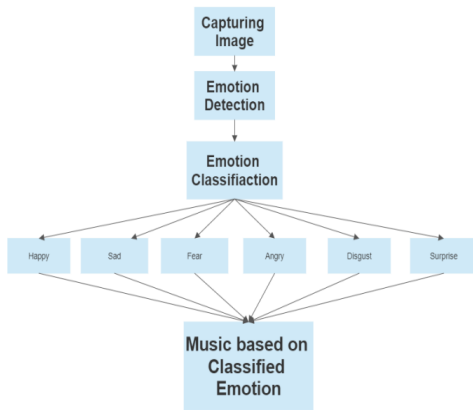 Capturing
Image
Emotion
Detection
Emotion
Classifiaction
Happy
Sad
Fear
Angry
Disgust
Surprise
Music based on
Classified
Emotion